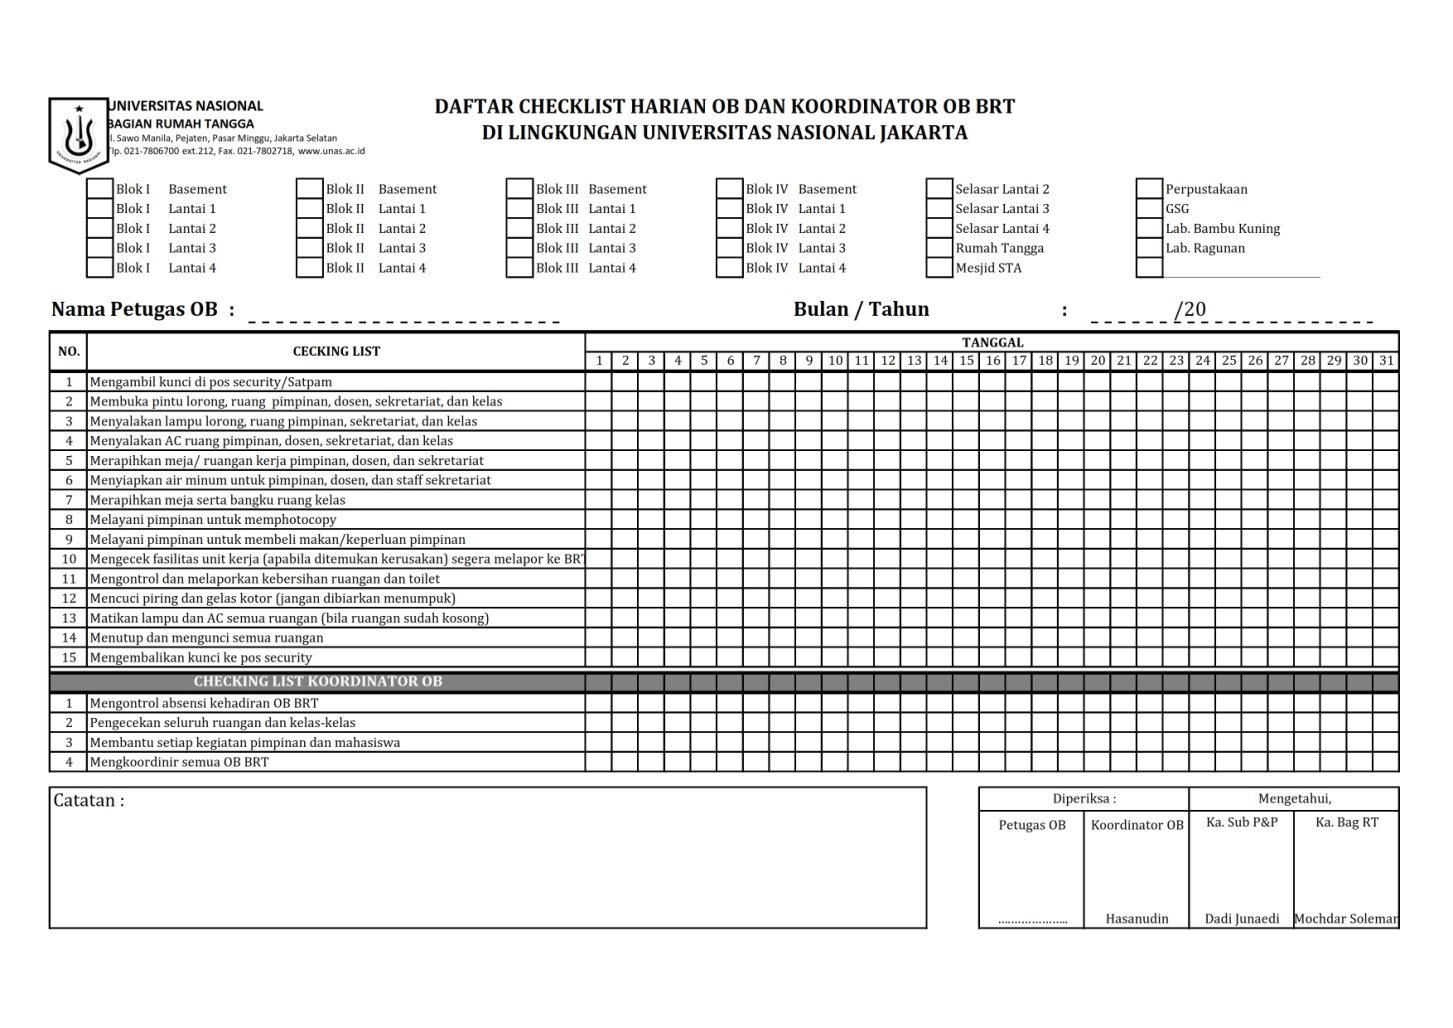 UNIVERSITAS NASIONAL
BAGIAN RUMAH TANGGA
Jl. Sawo Manila, Pejaten, Pasar Minggu, Jakarta Selatan
Tlp. 021-7806700 ext.212, Fax. 021-7802718, www.unas.ac.id
UNIVERSITAS NASIONAL
DAFTAR CHECKLIST HARIAN OB DAN KOORDINATOR OB BRT
DI LINGKUNGAN UNIVERSITAS NASIONAL JAKARTA
Blok I Basement Blok II Basement Blok III Basement Blok IV Basement Selasar Lantai 2 Perpustakaan
Blok I Lantai 1 Blok II Lantai 1 Blok III Lantai 1 Blok IV Lantai 1 Selasar Lantai 3 GSG
Blok I Lantai 2 Blok II Lantai 2 Blok III Lantai 2 Blok IV Lantai 2 Selasar Lantai 4 Lab. Bambu Kuning
Blok I Lantai 3 Blok II Lantai 3 Blok III Lantai 3 Blok IV Lantai 3 Rumah Tangga Lab. Ragunan
Blok I Lantai 4 Blok II Lantai 4 Blok III Lantai 4 Blok IV Lantai 4 Mesjid STA
Nama Petugas OB : Bulan / Tahun : /20
NO. CECKING LIST TANGGAL
1 2 3 4 5 6 7 8 9 10 11 12 13 14 15 16 17 18 19 20 21 22 23 24 25 26 27 28 29 30 31
1 Mengambil kunci di pos security/Satpam
2 Membuka pintu lorong, ruang pimpinan, dosen, sekretariat, dan kelas
3 Menyalakan lampu lorong, ruang pimpinan, sekretariat, dan kelas
4 Menyalakan AC ruang pimpinan, dosen, sekretariat, dan kelas
5 Merapihkan meja/ ruangan kerja pimpinan, dosen, dan sekretariat
6 Menyiapkan air minum untuk pimpinan, dosen, dan staff sekretariat
7 Merapihkan meja serta bangku ruang kelas
8 Melayani pimpinan untuk memphotocopy
9 Melayani pimpinan untuk membeli makan/keperluan pimpinan
10 Mengecek fasilitas unit kerja (apabila ditemukan kerusakan) segera melapor ke BRT
11 Mengontrol dan melaporkan kebersihan ruangan dan toilet
12 Mencuci piring dan gelas kotor (jangan dibiarkan menumpuk)
13 Matikan lampu dan AC semua ruangan (bila ruangan sudah kosong)
14 Menutup dan mengunci semua ruangan
15 Mengembalikan kunci ke pos security
CHECKING LIST KOORDINATOR OB
1 Mengontrol absensi kehadiran OB BRT
2 Pengecekan seluruh ruangan dan kelas-kelas
3 Membantu setiap kegiatan pimpinan dan mahasiswa
4 Mengkoordinir semua OB BRT
Catatan :
Diperiksa : Mengetahui,
Petugas OB Koordinator OB Ka. Sub P&P Ka. Bag RT
..................... Hasanudin Dadi Junaedi Mochdar Soleman